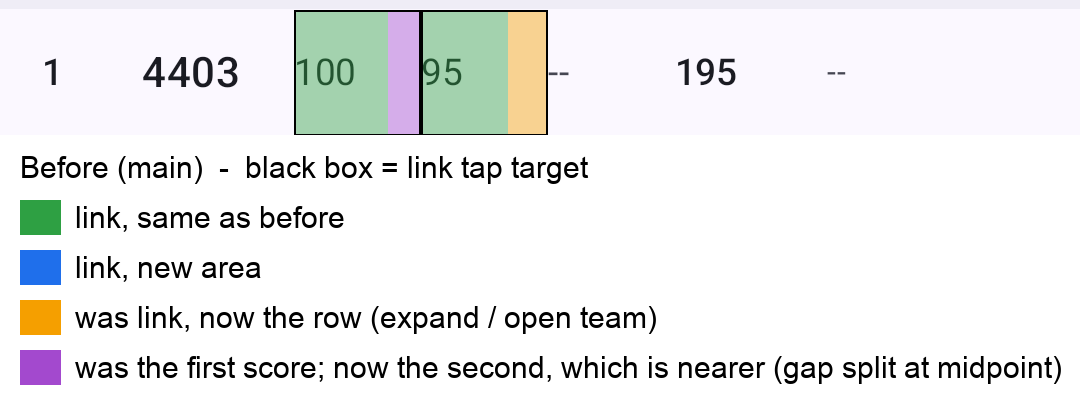 1 4403 100 95 -- 195 --
Before (main) - black box = link tap target
link, same as before
link, new area
was link, now the row (expand / open team)
was the first score; now the second, which is nearer (gap split at midpoint)